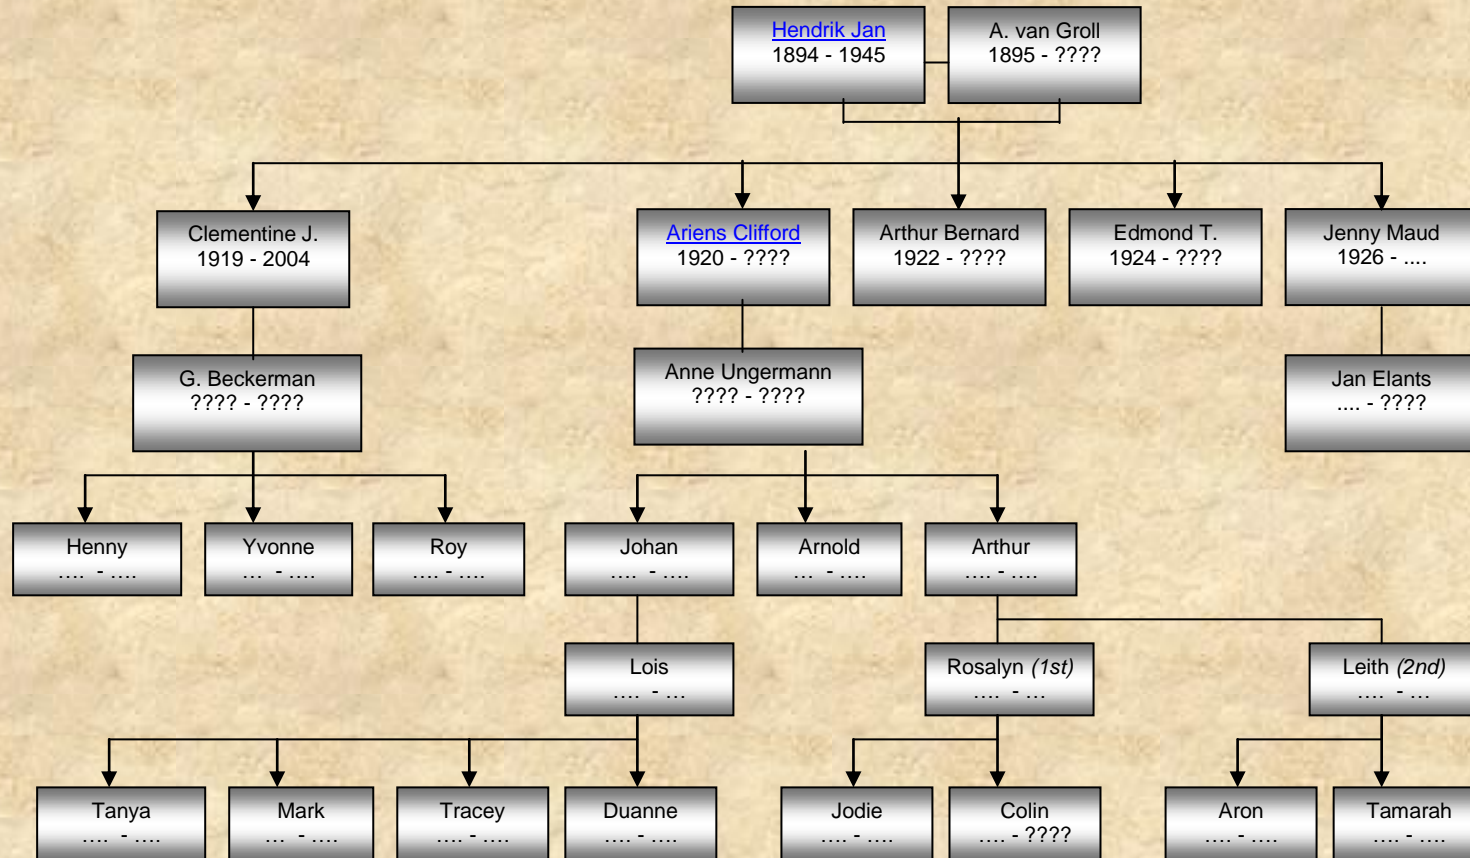 Hendrik Jan
1894 - 1945
A. van Groll
1895 - ????
Clementine J.
1919 - 2004
Ariens Clifford
1920 - ????
Arthur Bernard
1922 - ????
Edmond T.
1924 - ????
Jenny Maud
1926 - ....
G. Beckerman
???? - ????
Anne Ungermann
???? - ????
Jan Elants
.... - ????
Henny
.... - ....
Yvonne
... - ....
Roy
.... - ....
Johan
.... - ....
Arnold
... - ....
Arthur
.... - ....
Lois
.... - ...
Rosalyn (1st)
.... - ...
Leith (2nd)
.... - ...
Tanya
.... - ....
Mark
... - ....
Tracey
.... - ....
Duanne
.... - ....
Jodie
.... - ....
Colin
.... - ????
Aron
.... - ....
Tamarah
.... - ....